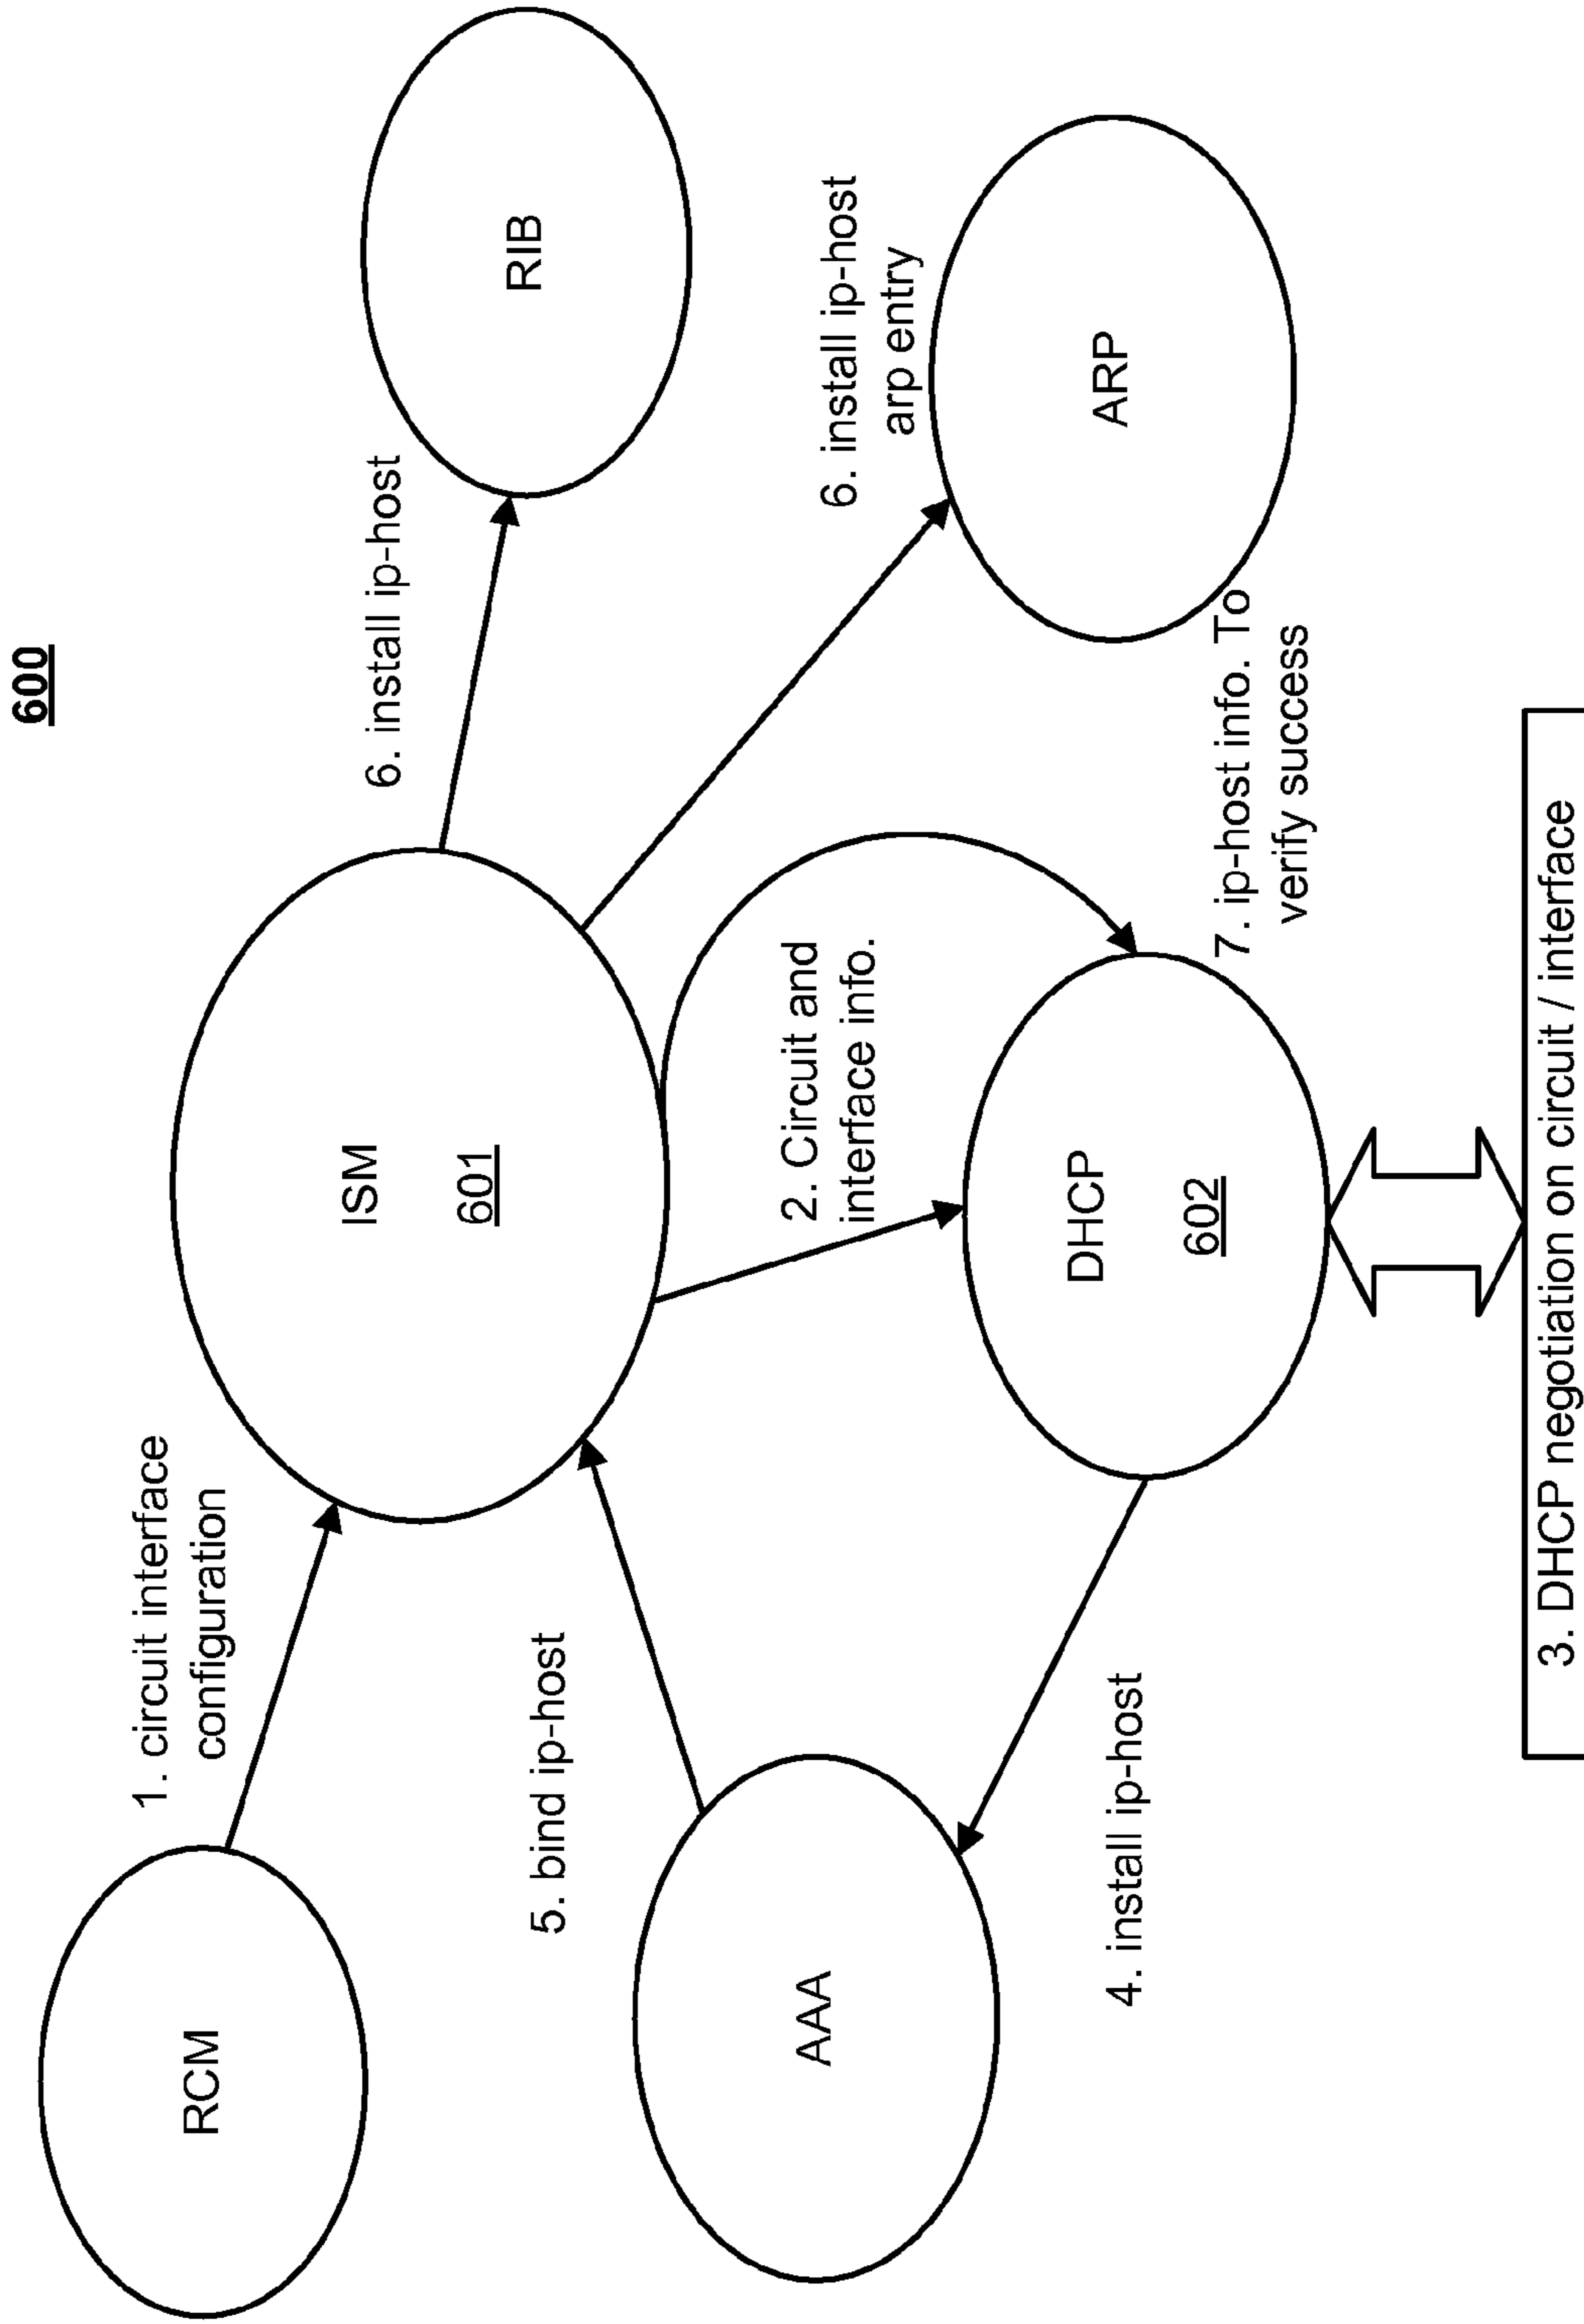 600
RCM
1. circuit interface
configuration
ISM
601
6. install ip-host
RIB
5. bind ip-host
AAA
2. Circuit and
interface info.
6. install ip-host
arp entry
ARP
4. install ip-host
DHCP
602
7. ip-host info. To
verify success
3. DHCP negotiation on circuit / interface